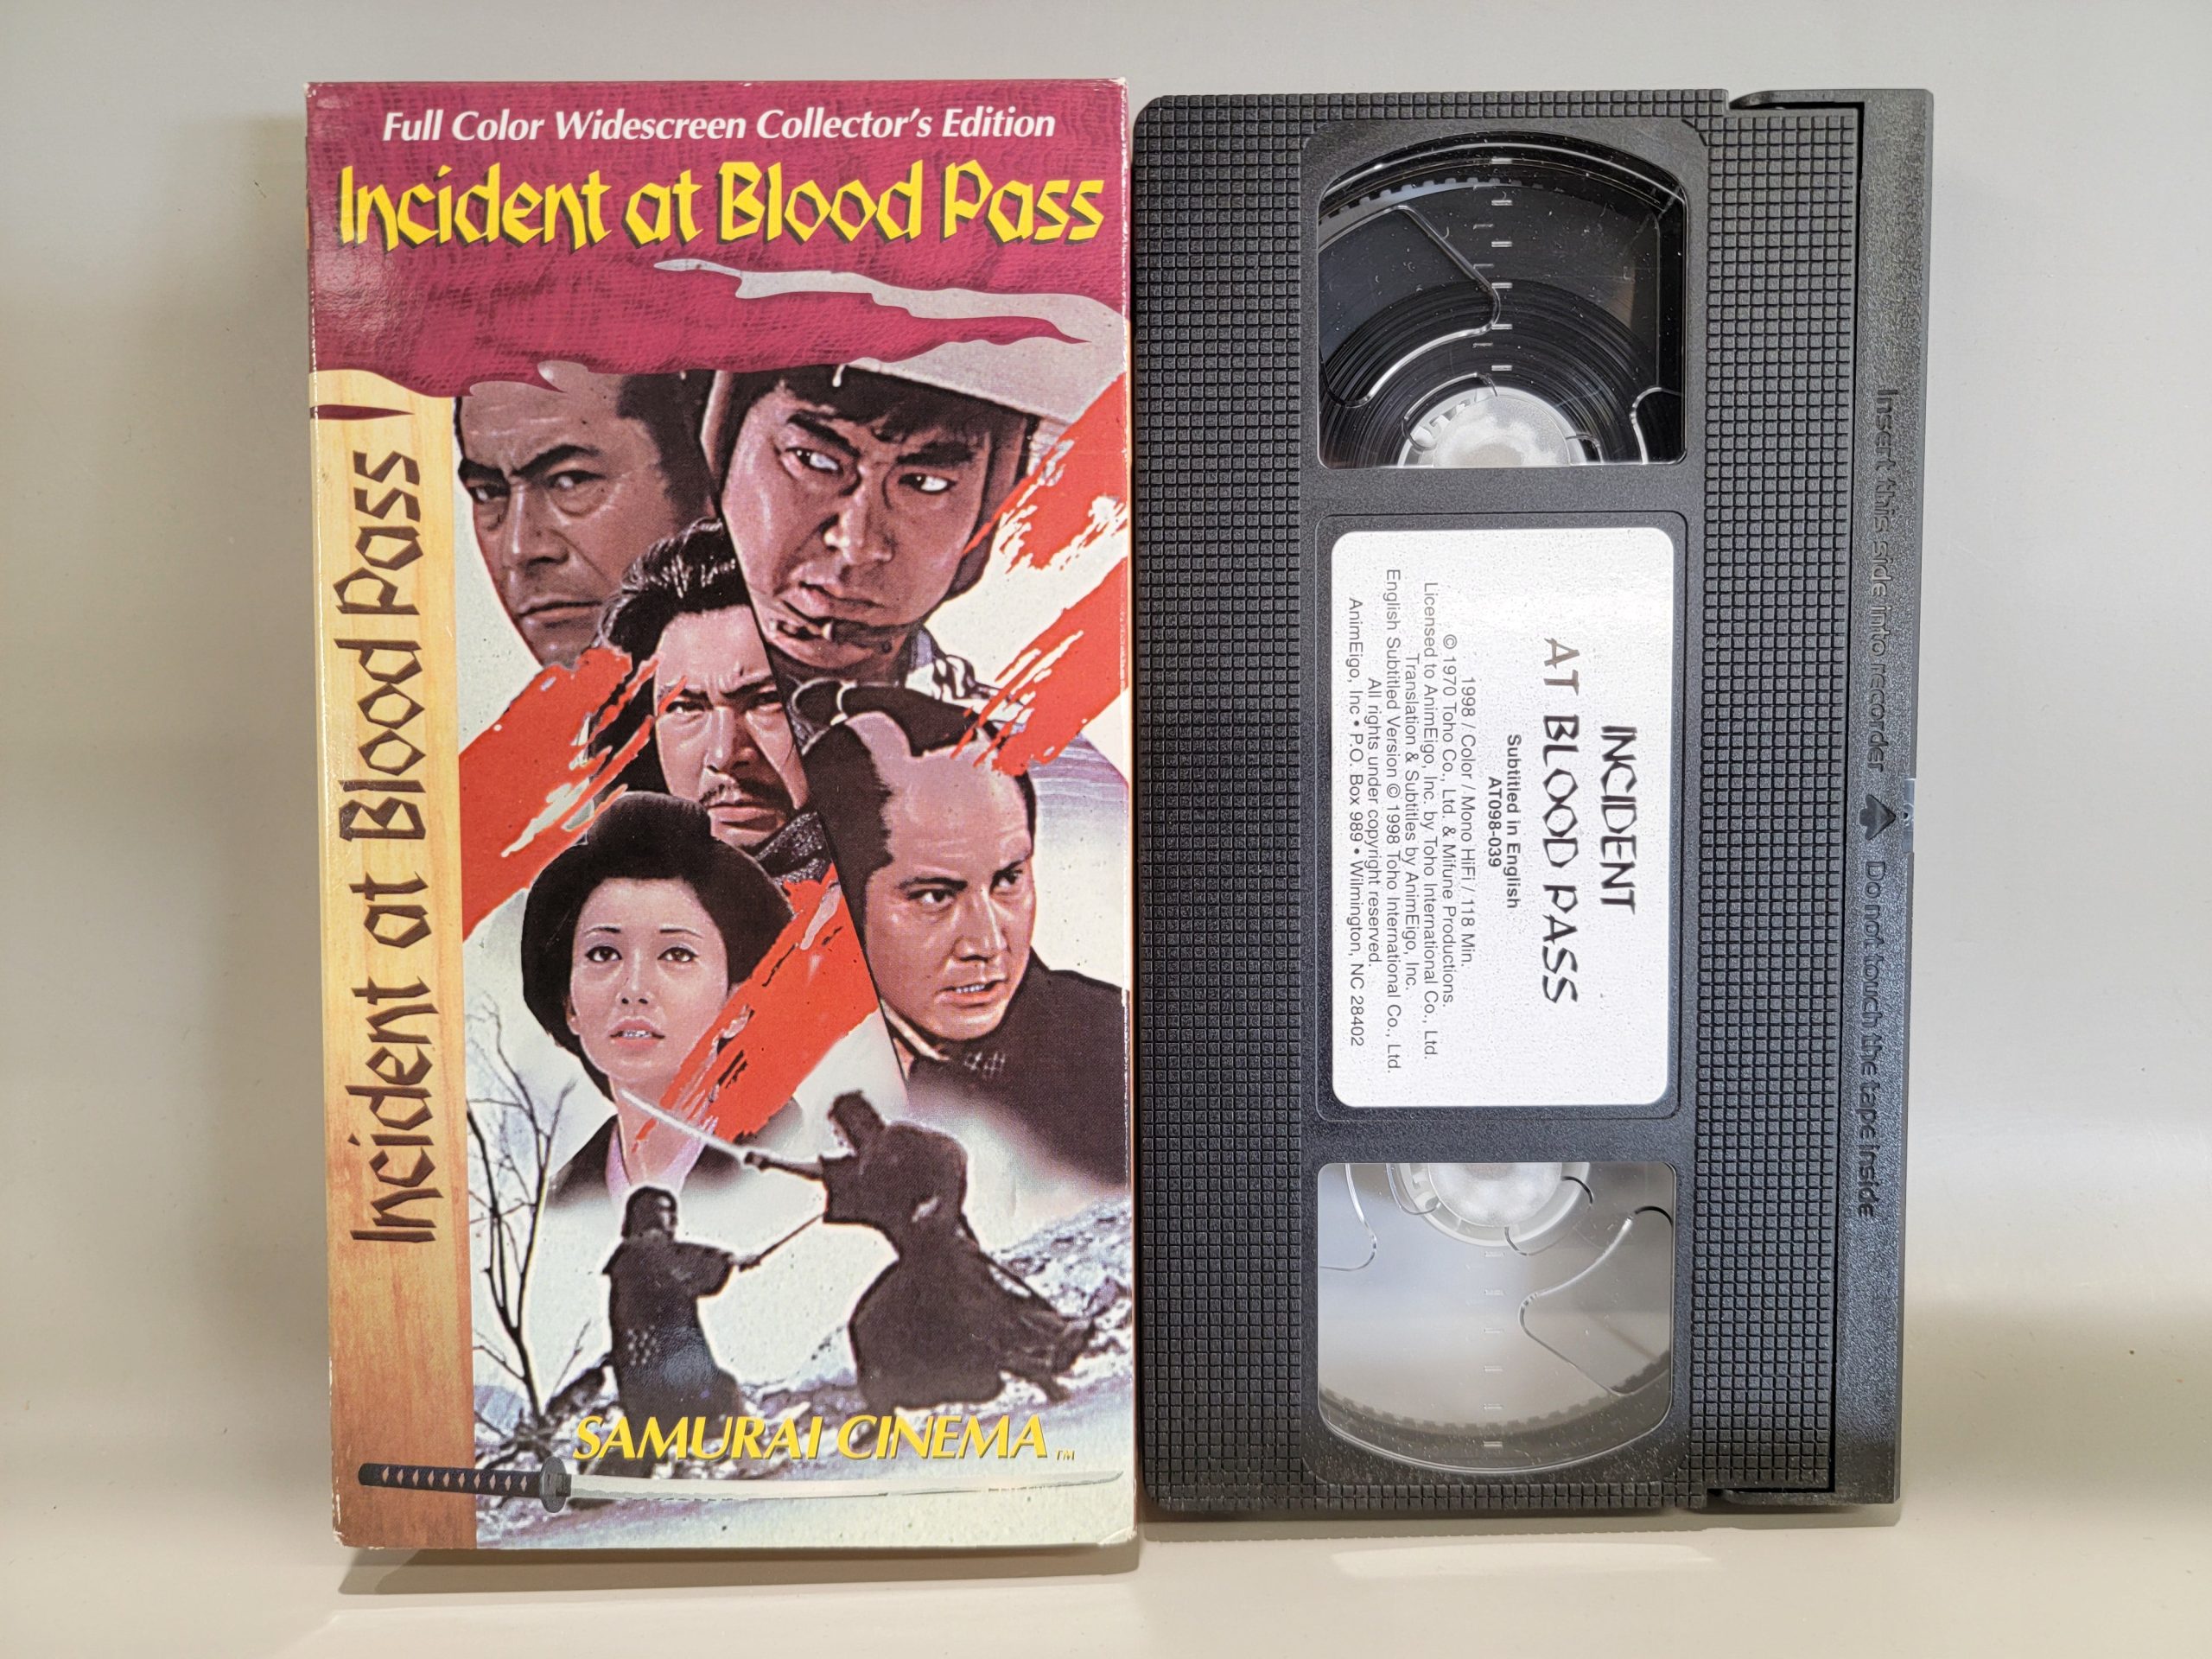 Full Color Widescreen Collector's Edition
Incident at Blood Pass
Incident at Blood Pass
SAMURAI CINEMA TM
INCIDENT
AT BLOOD PASS
Subtitled in English
AT098-039
1998 / Color / Mono HiFi / 118 Min.
© 1970 Toho Co., Ltd. & Mifune Productions.
Licensed to AnimEigo, Inc. by Toho International Co., Ltd.
Translation & Subtitles by AnimEigo, Inc.
English Subtitled Version © 1998 Toho International Co., Ltd.
All rights under copyright reserved.
AnimEigo, Inc • P.O. Box 989 • Wilmington, NC 28402
Insert this side into recorder Do not touch the tape inside